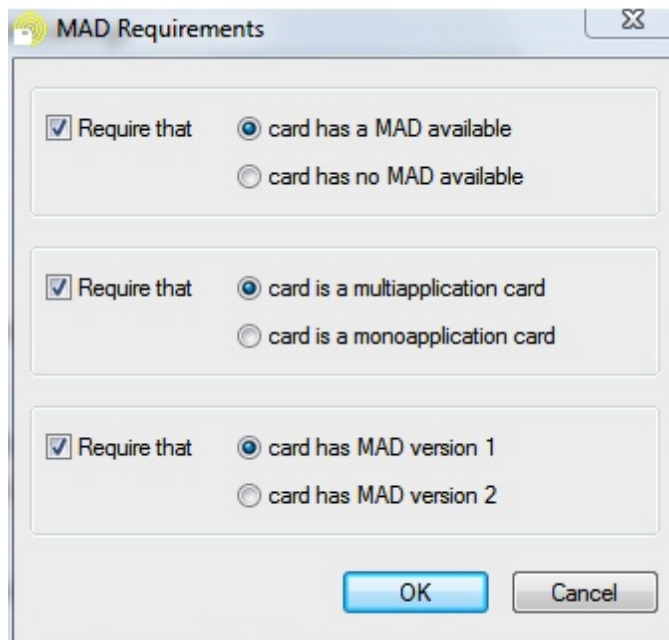 MAD Requirements
Require that card has a MAD available
card has no MAD available
Require that card is a multiapplication card
card is a monoapplication card
Require that card has MAD version 1
card has MAD version 2
OK Cancel